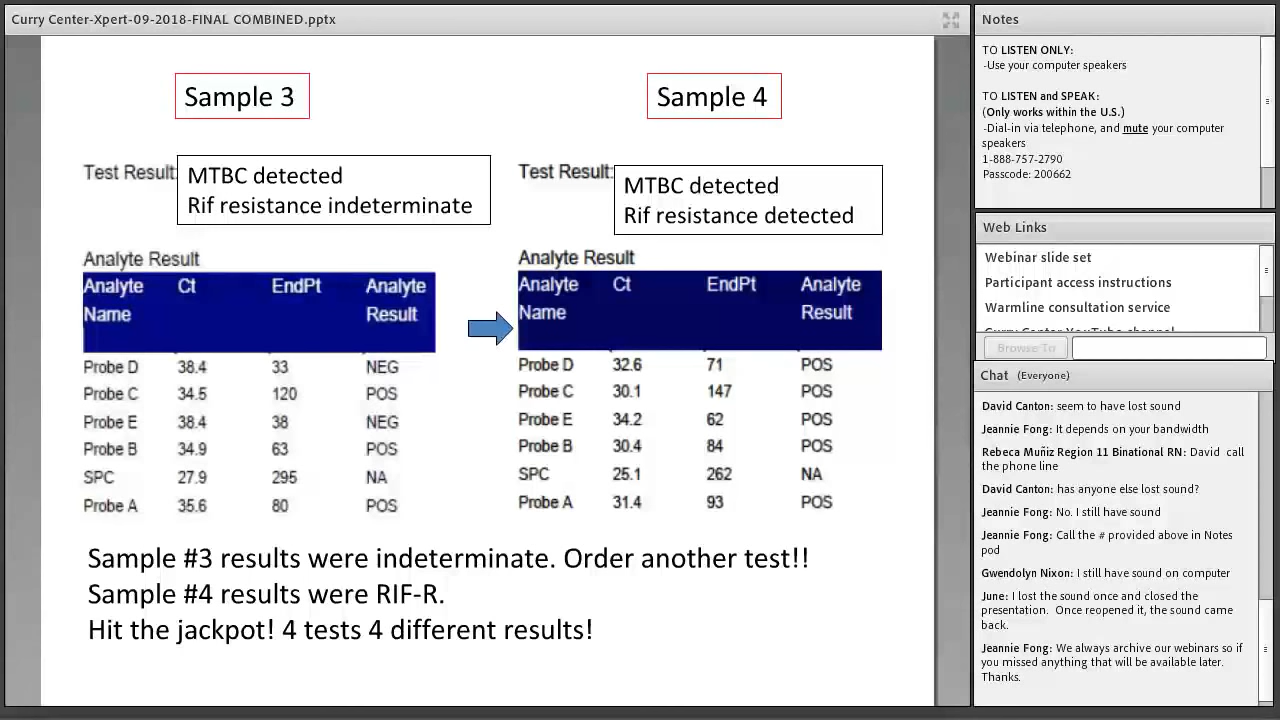 Curry Center-Xpert-09-2018-FINAL COMBINED.pptx
Sample 3
Test Result:
MTBC detected
Rif resistance indeterminate
Analyte Result
Analyte Name Ct EndPt Analyte Result
Probe D 38.4 33 NEG
Probe C 34.5 120 POS
Probe E 38.4 38 NEG
Probe B 34.9 63 POS
SPC 27.9 295 NA
Probe A 35.6 80 POS
Sample 4
Test Result:
MTBC detected
Rif resistance detected
Analyte Result
Analyte Name Ct EndPt Analyte Result
Probe D 32.6 71 POS
Probe C 30.1 147 POS
Probe E 34.2 62 POS
Probe B 30.4 84 POS
SPC 25.1 262 NA
Probe A 31.4 93 POS
Sample #3 results were indeterminate. Order another test!!
Sample #4 results were RIF-R.
Hit the jackpot! 4 tests 4 different results!
Notes
TO LISTEN ONLY:
-Use your computer speakers
TO LISTEN and SPEAK:
(Only works within the U.S.)
-Dial-in via telephone, and mute your computer
speakers
1-888-757-2790
Passcode: 200662
Web Links
Webinar slide set
Participant access instructions
Warmline consultation service
Curry Center YouTube channel
Browse To
Chat (Everyone)
David Canton: seem to have lost sound
Jeannie Fong: It depends on your bandwidth
Rebeca Muñiz Region 11 Binational RN: David call
the phone line
David Canton: has anyone else lost sound?
Jeannie Fong: No. I still have sound
Jeannie Fong: Call the # provided above in Notes
pod
Gwendolyn Nixon: I still have sound on computer
June: I lost the sound once and closed the
presentation. Once reopened it, the sound came
back.
Jeannie Fong: We always archive our webinars so if
you missed anything that will be available later.
Thanks.